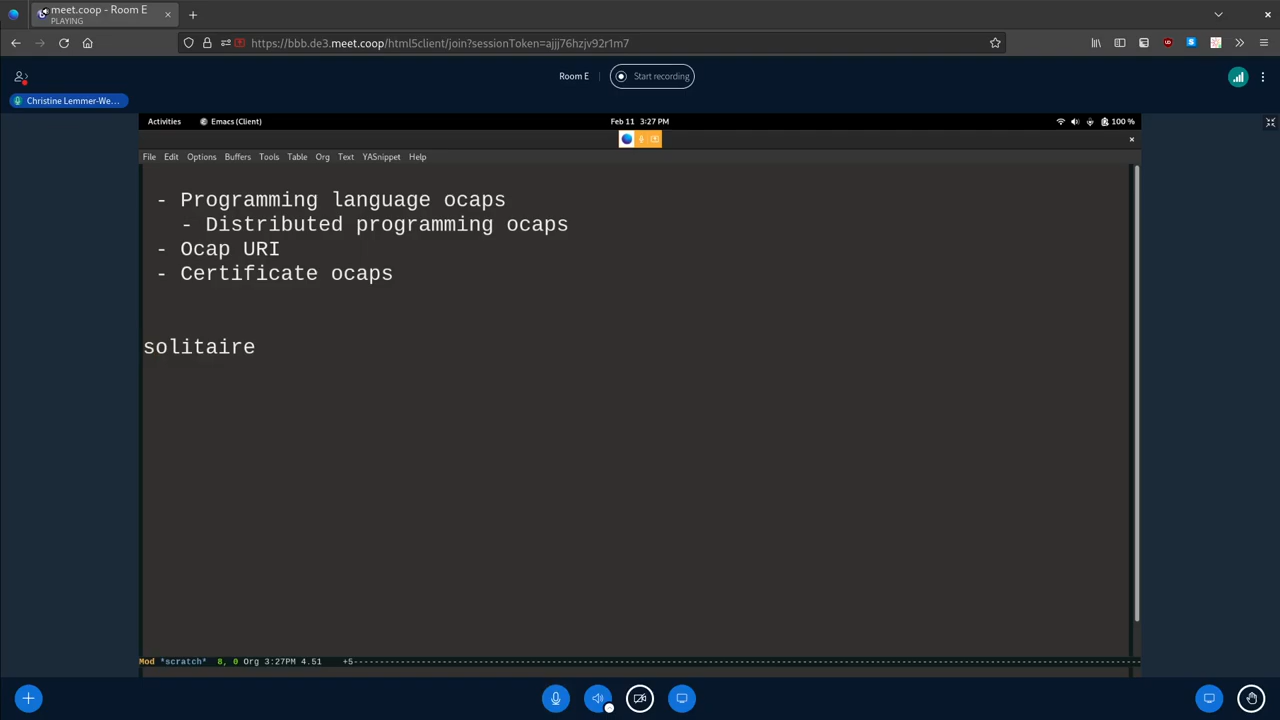 meet.coop - Room E
PLAYING
https://bbb.de3.meet.coop/html5client/join?sessionToken=ajjj76hzjv92r1m7
Room E
Start recording
Christine Lemmer-We...
Activities
Emacs (Client)
Feb 11 3:27 PM
100 %
File Edit Options Buffers Tools Table Org Text YASnippet Help
- Programming language ocaps
- Distributed programming ocaps
- Ocap URI
- Certificate ocaps
solitaire
Mod *scratch* 8, 0 Org 3:27PM 4.51 +5--------------------